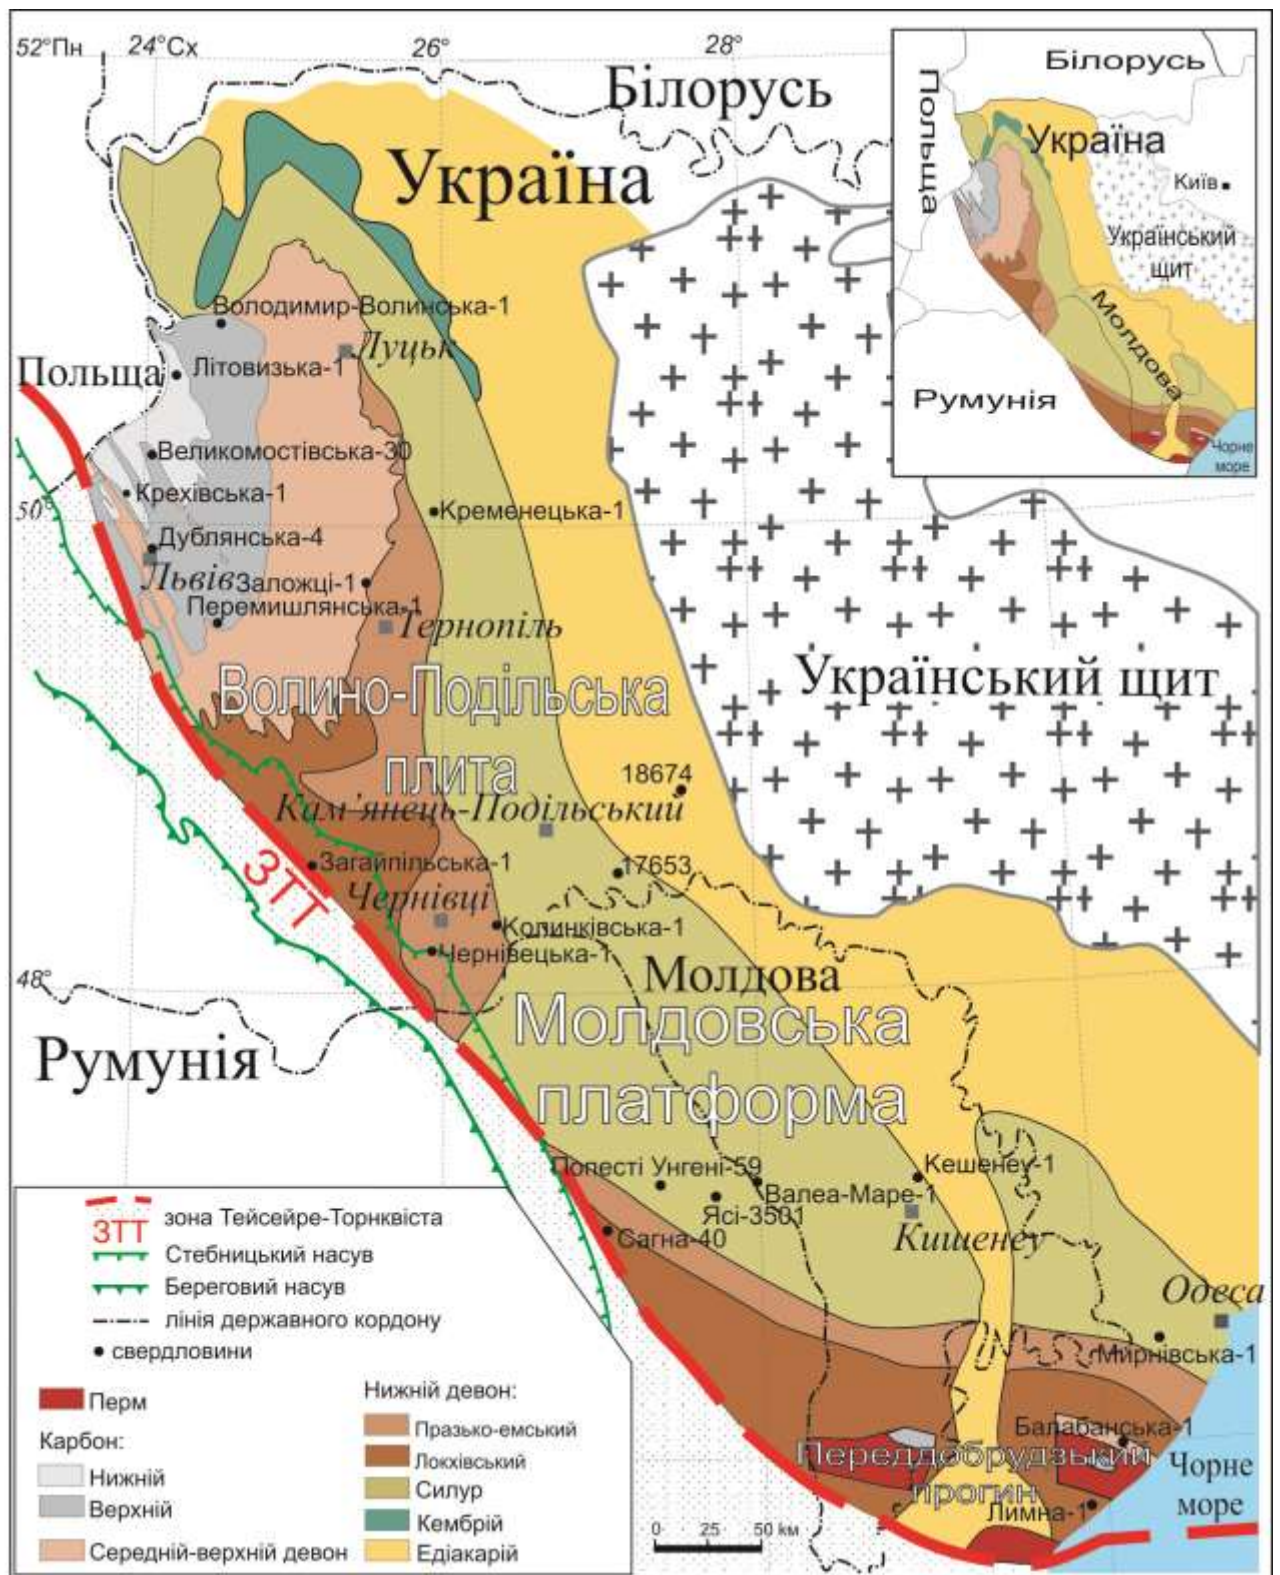 52°Пн
24°Сх
26°
28°
Білорусь
Україна
Володимир-Волинська-1
Луцьк
Польща
Літовизька-1
Великомостівська-30
Крехівська-1
50°
Кременецька-1
Дублянська-4
Львів
Заложці-1
Перемишлянська-1
Тернопіль
Український щит
Волино-Подільська
плита
18674
Кам’янець-Подільський
17653
Загайпільська-1
ЗТТ
Чернівці
Колинківська-1
Чернівецька-1
48°
Молдова
Молдовська
платформа
Румунія
Попесті Унгені-59
Кешенеу-1
Валеа-Маре-1
Ясі-3501
Сагна-40
Кишенеу
Одеса
Мирнівська-1
Балабанська-1
Переддобрудзький
прогин
Лимна-1
Чорне
море
0 25 50 км
Білорусь
Польща
Україна
Київ
Український
щит
Молдова
Румунія
Чорне
море
ЗТТ
зона Тейсейре-Торнквіста
Стебницький насув
Береговий насув
лінія державного кордону
свердловини
Перм
Карбон:
Нижній
Верхній
Середній-верхній девон
Нижній девон:
Празько-емський
Локхівський
Силур
Кембрій
Едіакарій